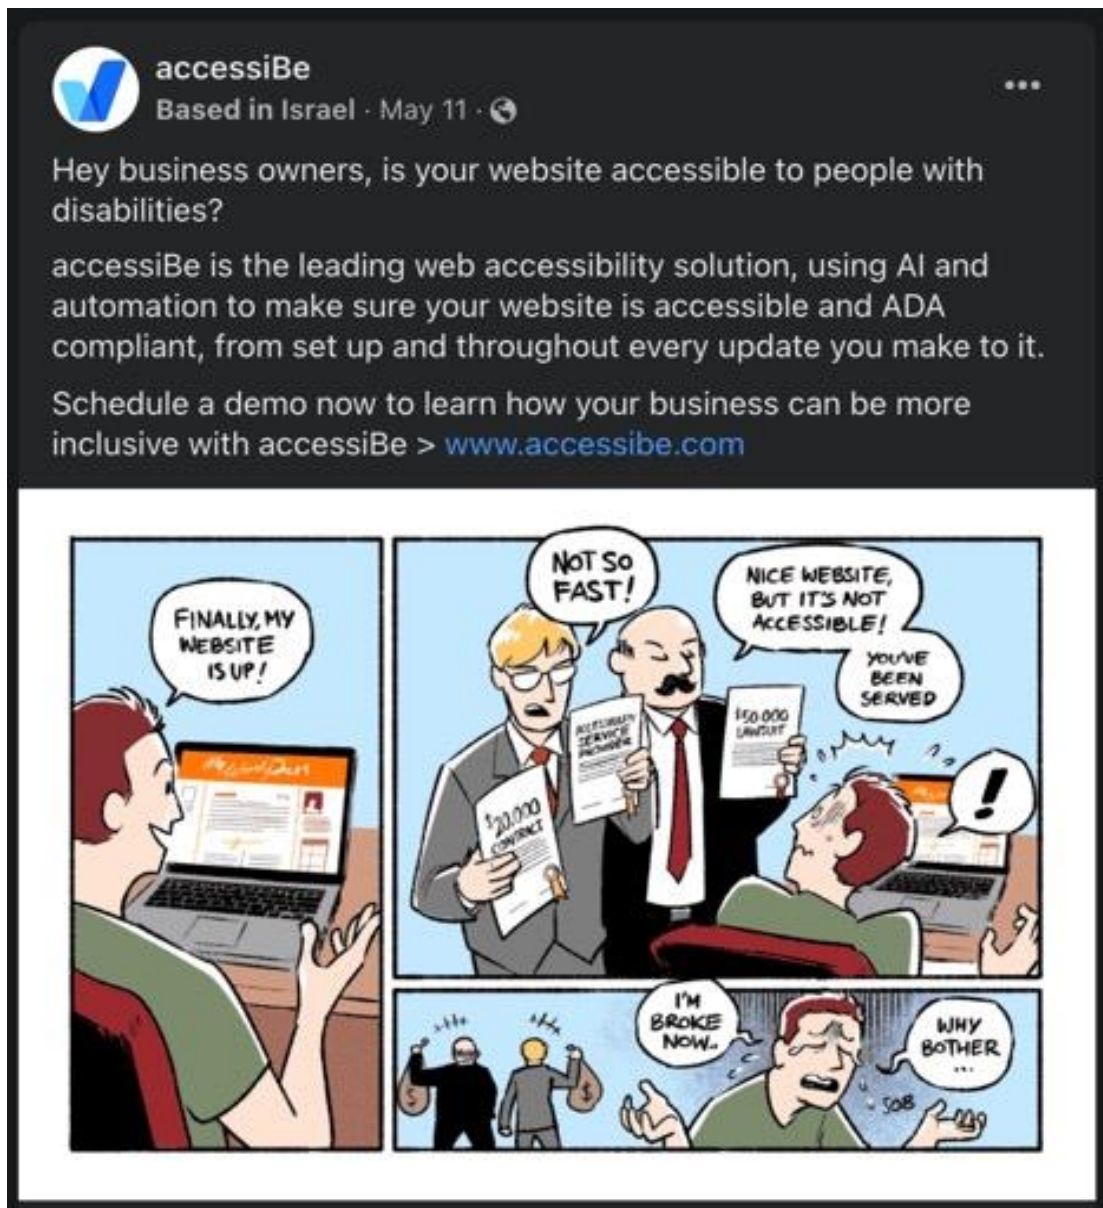 accessiBe
Based in Israel · May 11 ·
Hey business owners, is your website accessible to people with
disabilities?
accessiBe is the leading web accessibility solution, using AI and
automation to make sure your website is accessible and ADA
compliant, from set up and throughout every update you make to it.
Schedule a demo now to learn how your business can be more
inclusive with accessiBe > www.accessibe.com
FINALLY, MY
WEBSITE
IS UP!
NOT SO
FAST!
NICE WEBSITE,
BUT IT'S NOT
ACCESSIBLE!
YOU'VE
BEEN
SERVED
$20.000
CONTRACT
SERVICE
PROVIDER
$50.000
LAWSUIT
!
$
$
I'M
BROKE
NOW..
WHY
BOTHER
...
SOB